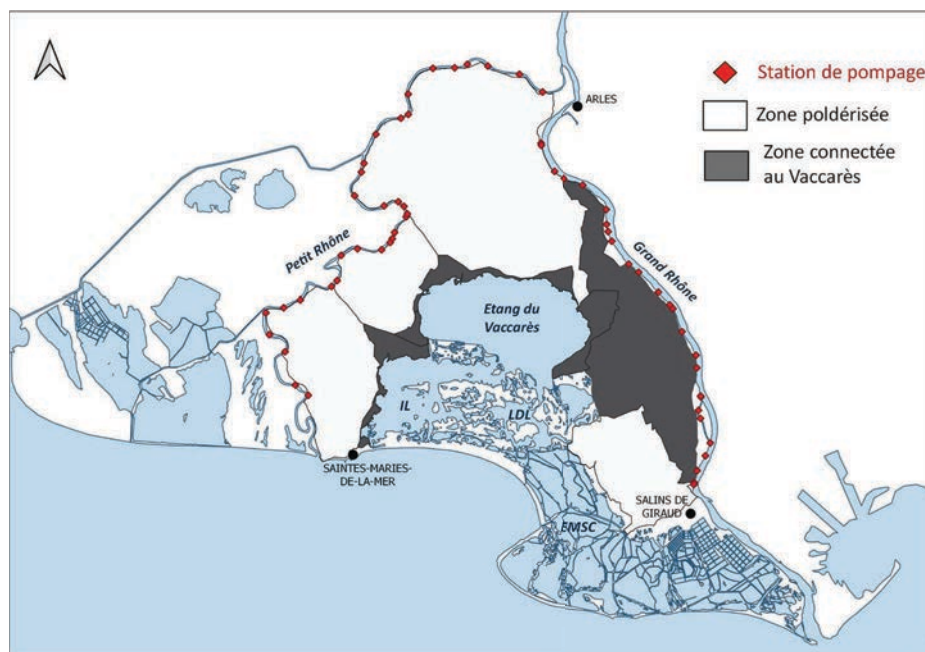 Station de pompage
ARLES
Zone poldérisée
Zone connectée
au Vaccarès
Petit Rhône
Grand Rhône
Etang du
Vaccarès
IL
LDL
SAINTES-MARIES-
DE-LA-MER
SALINS DE
GIRAUD
EMSC